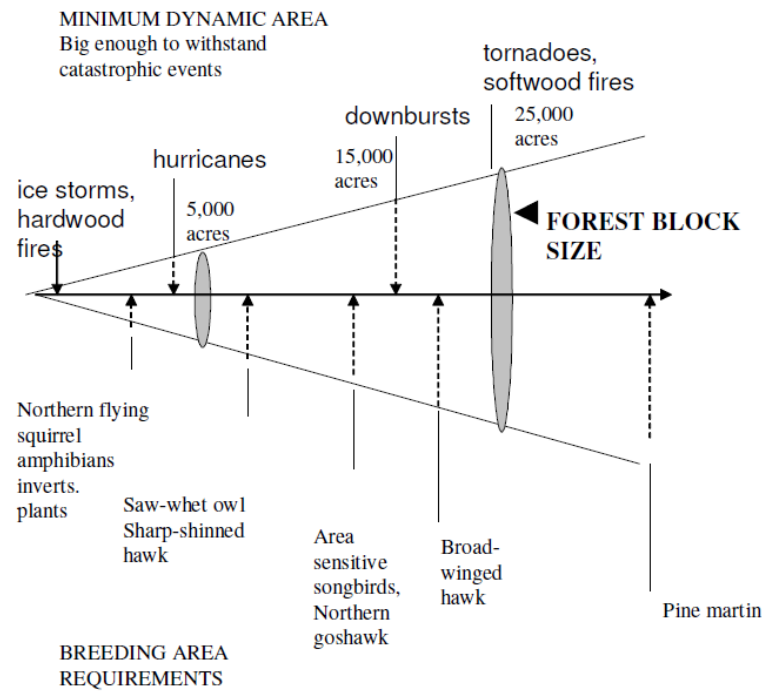 MINIMUM DYNAMIC AREA
Big enough to withstand
catastrophic events
tornadoes,
softwood fires
25,000
acres
downbursts
15,000
acres
hurricanes
5,000
acres
ice storms,
hardwood
fires
FOREST BLOCK
SIZE
Northern flying
squirrel
amphibians
inverts.
plants
Saw-whet owl
Sharp-shinned
hawk
Area
sensitive
songbirds,
Northern
goshawk
Broad-
winged
hawk
Pine martin
BREEDING AREA
REQUIREMENTS